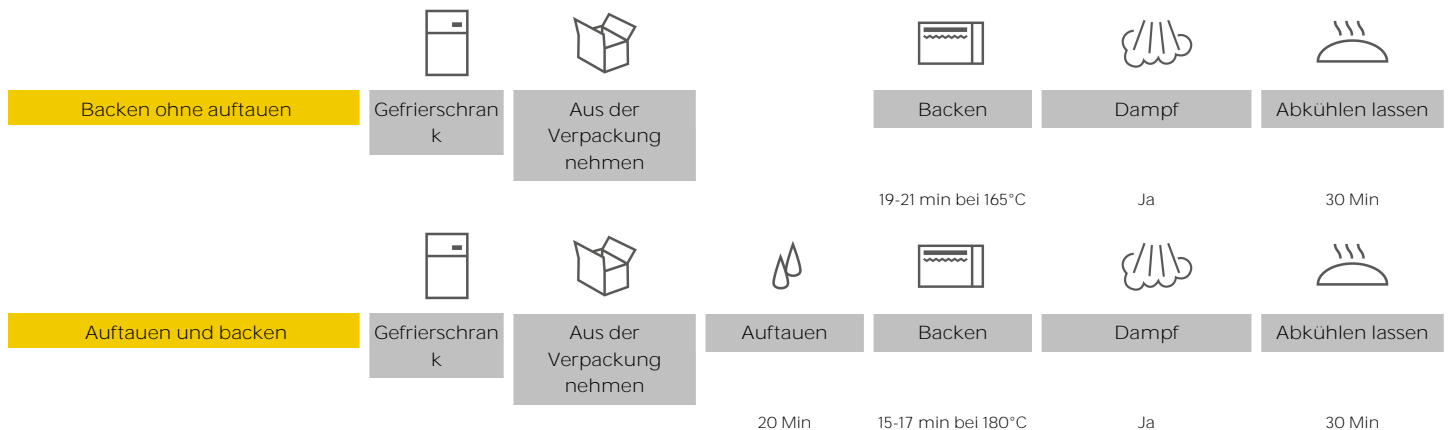 Backen ohne auftauen Gefrierschran Aus der Backen Dampf Abkühlen lassen
k Verpackung
nehmen
19-21 min bei 165°C Ja 30 Min
Auftauen und backen Gefrierschran Aus der Auftauen Backen Dampf Abkühlen lassen
k Verpackung
nehmen
20 Min 15-17 min bei 180°C Ja 30 Min